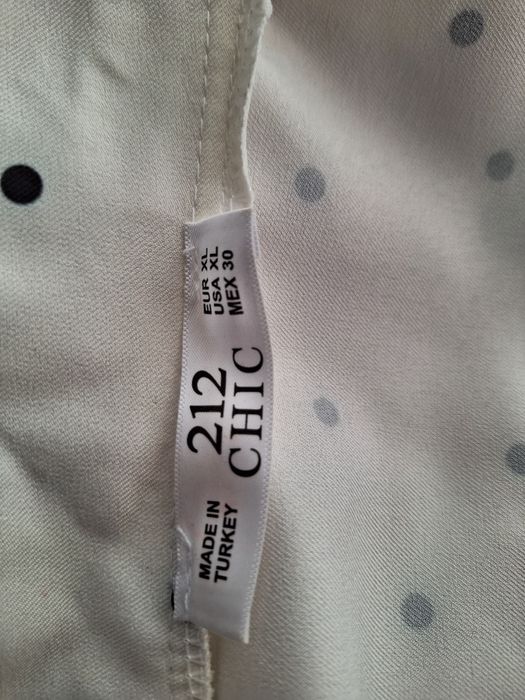 EUR XL
USA XL
MEX 30
212
CHIC
MADE IN
TURKEY